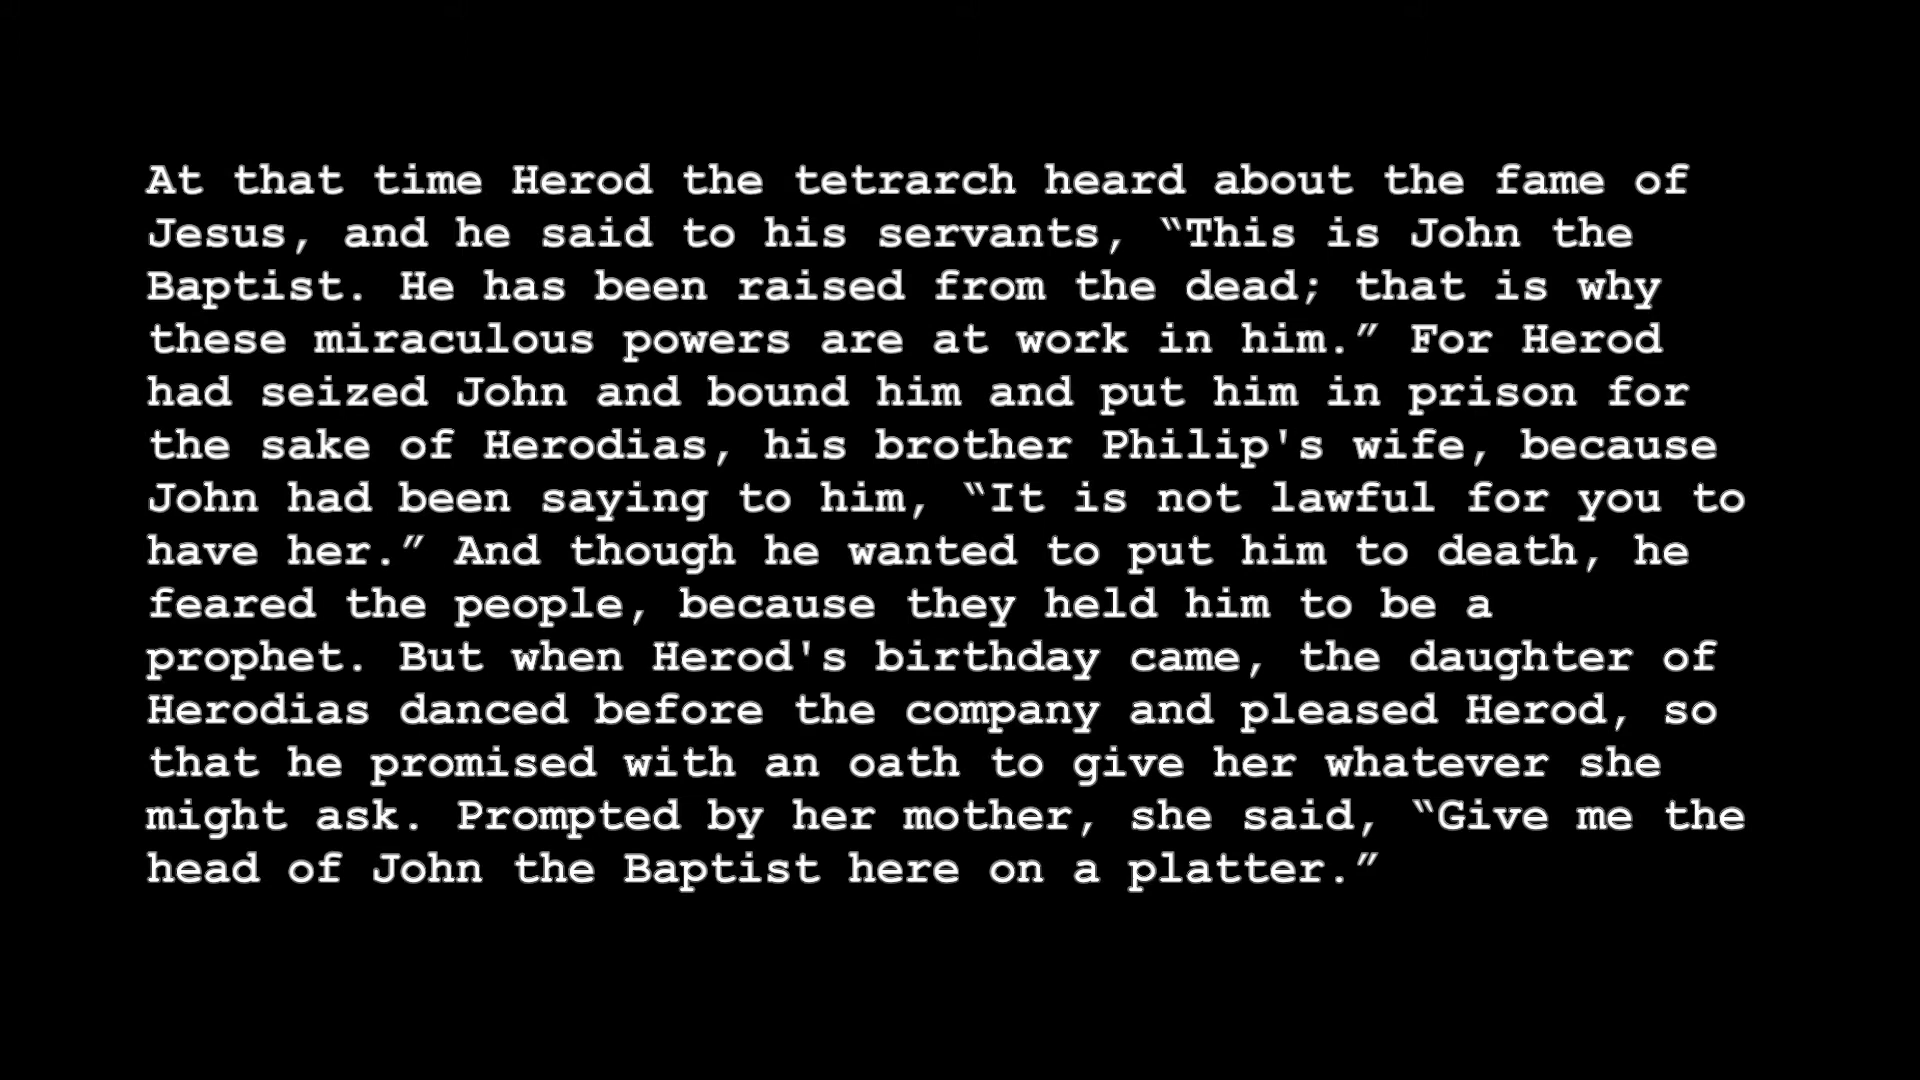 At that time Herod the tetrarch heard about the fame of
Jesus, and he said to his servants, “This is John the
Baptist. He has been raised from the dead; that is why
these miraculous powers are at work in him.” For Herod
had seized John and bound him and put him in prison for
the sake of Herodias, his brother Philip's wife, because
John had been saying to him, “It is not lawful for you to
have her.” And though he wanted to put him to death, he
feared the people, because they held him to be a
prophet. But when Herod's birthday came, the daughter of
Herodias danced before the company and pleased Herod, so
that he promised with an oath to give her whatever she
might ask. Prompted by her mother, she said, “Give me the
head of John the Baptist here on a platter.”